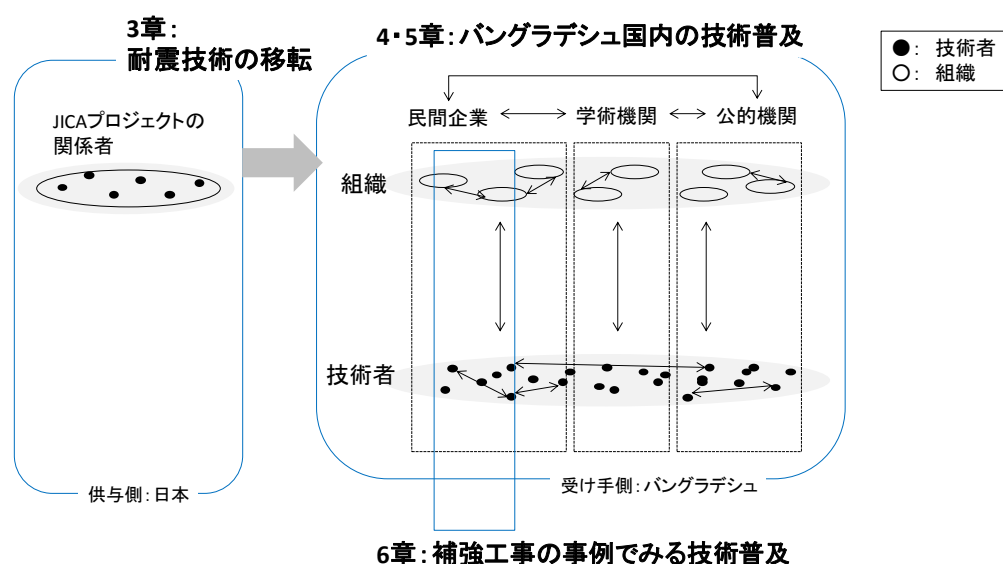 3章：
耐震技術の移転
4・5章：バングラデシュ国内の技術普及
●： 技術者
○： 組織
JICAプロジェクトの
関係者
民間企業 学術機関 公的機関
組織
技術者
供与側：日本
受け手側：バングラデシュ
6章：補強工事の事例でみる技術普及